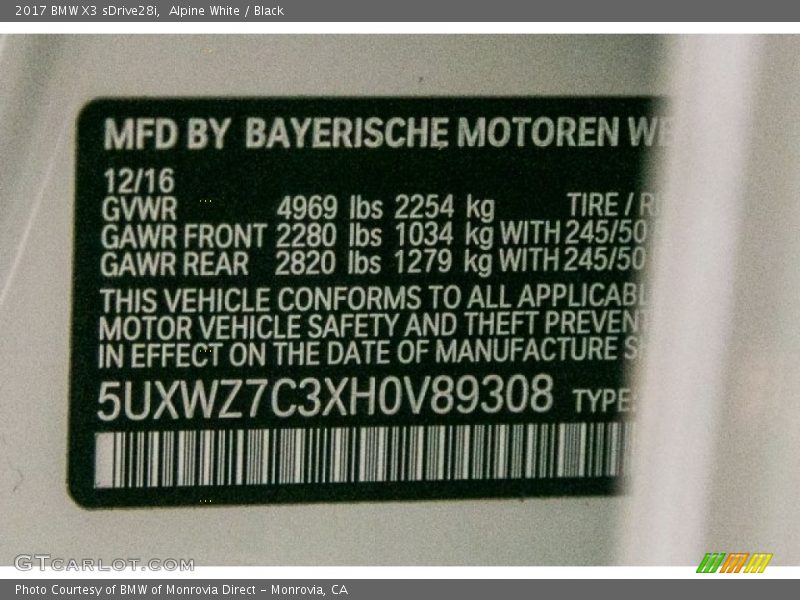 2017 BMW X3 sDrive28i, Alpine White / Black
MFD BY BAYERISCHE MOTOREN
12/16
GVWR 4969 lbs 2254 kg TIRE /
GAWR FRONT 2280 lbs 1034 kg WITH 245/50
GAWR REAR 2820 lbs 1279 kg WITH 245/50
THIS VEHICLE CONFORMS TO ALL
MOTOR VEHICLE SAFETY AND THEFT
IN EFFECT ON THE DATE OF MANUFACTURE
5UXWZ7C3XH0V89308 TYPE:
GTcarlot.com
Photo Courtesy of BMW of Monrovia Direct - Monrovia, CA